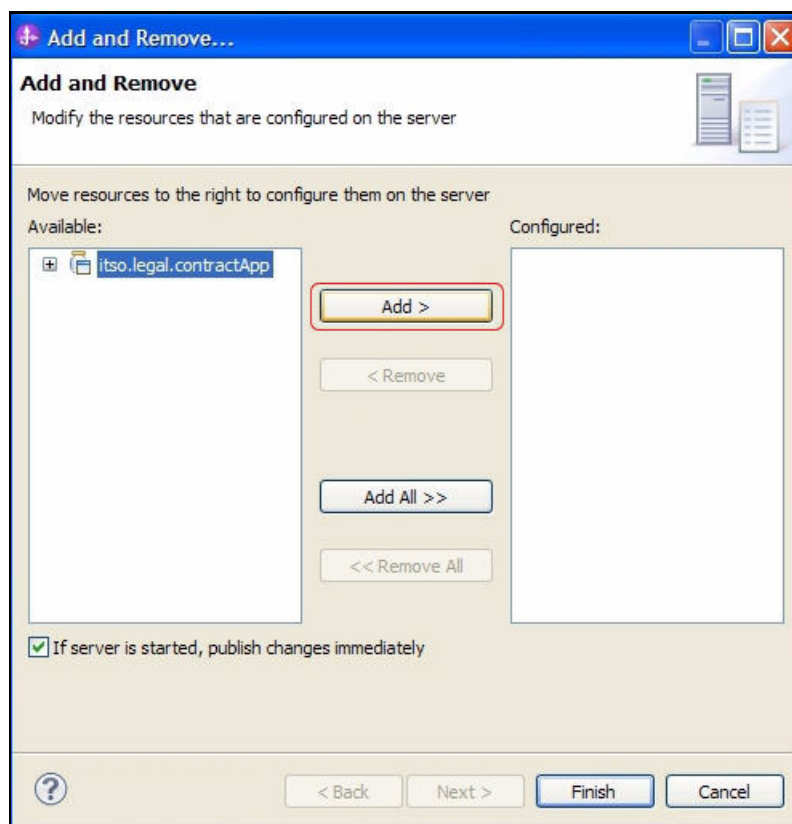 Add and Remove...
Add and Remove
Modify the resources that are configured on the server
Move resources to the right to configure them on the server
Available:
Configured:
itso.legal.contractApp
Add >
< Remove
Add All >>
<< Remove All
If server is started, publish changes immediately
?
< Back
Next >
Finish
Cancel